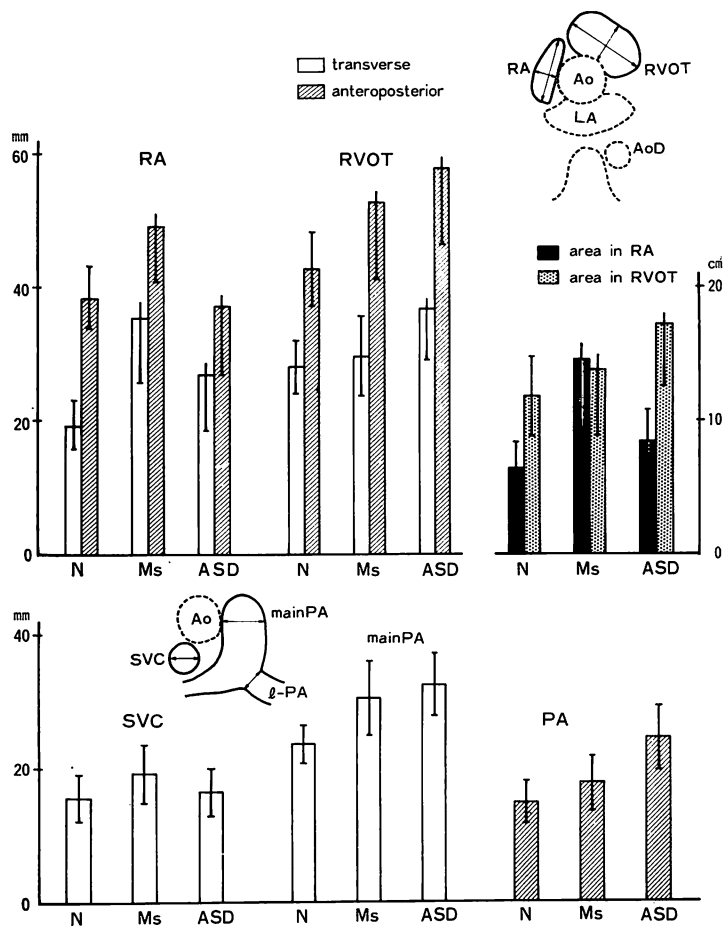 transverse
anteroposterior
RA
Ao
RVOT
LA
AoD
mm
60
40
20
0
RA
RVOT
N Ms ASD
N Ms ASD
area in RA
area in RVOT
cm²
20
10
0
N Ms ASD
mm
40
20
0
Ao
mainPA
SVC
ℓ-PA
SVC
mainPA
PA
N Ms ASD
N Ms ASD
N Ms ASD